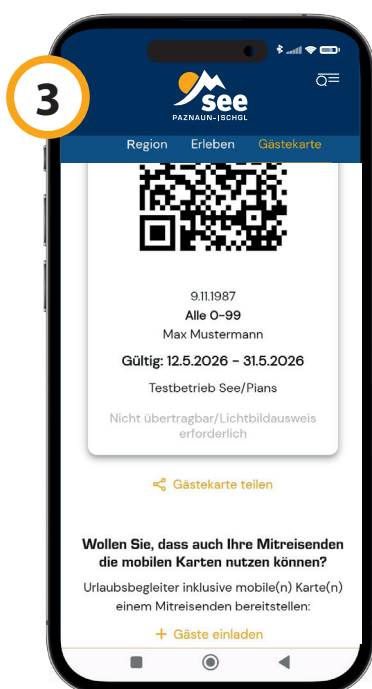 3
see
PAZNAUN-ISCHGL
Region Erleben Gästekarte
9.11.1987
Alle 0-99
Max Mustermann
Gültig: 12.5.2026 - 31.5.2026
Testbetrieb See/Pians
Nicht übertragbar/Lichtbildausweis
erforderlich
Gästekarte teilen
Wollen Sie, dass auch Ihre Mitreisenden
die mobilen Karten nutzen können?
Urlaubsbegleiter inklusive mobile(n) Karte(n)
einem Mitreisenden bereitstellen:
+ Gäste einladen